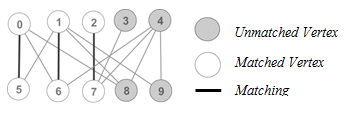 0 1 2 3 4
Unmatched Vertex
Matched Vertex
5 6 7 8 9
Matching